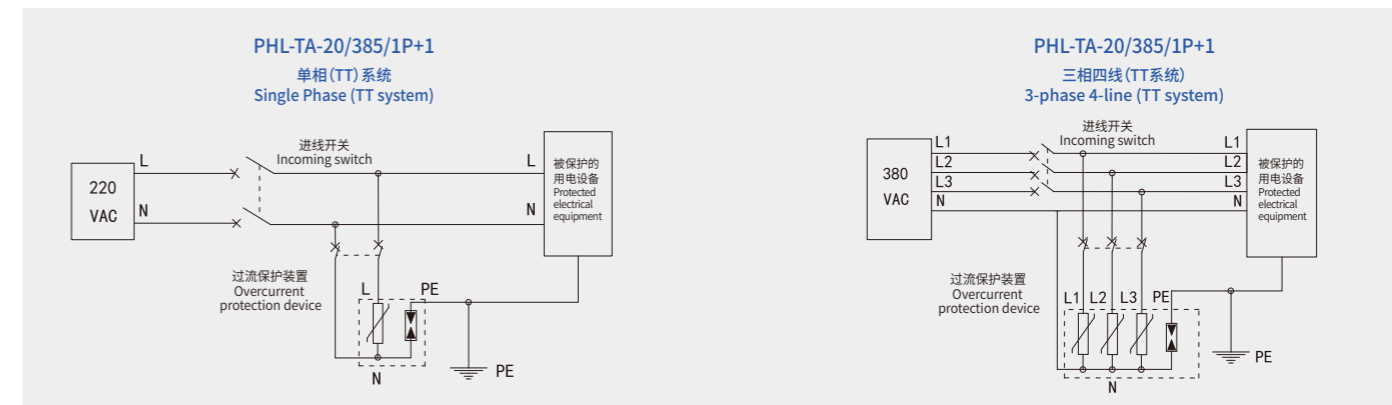 PHL-TA-20/385/1P+1
单相(TT)系统
Single Phase (TT system)
进线开关
Incoming switch
L
L
220
VAC
N
N
被保护的
用电设备
Protected
electrical
equipment
过流保护装置
Overcurrent
protection device
L
PE
N
PE
PHL-TA-20/385/1P+1
三相四线(TT系统)
3-phase 4-line (TT system)
进线开关
Incoming switch
L1
L1
L2
L2
L3
L3
N
N
380
VAC
被保护的
用电设备
Protected
electrical
equipment
过流保护装置
Overcurrent
protection device
L1 L2 L3 PE
N
PE